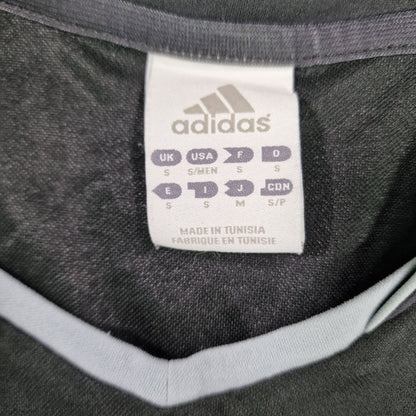 adidas
UK USA F D
S S/MEN S S
E I J CDN
S S M S/P
MADE IN TUNISIA
FABRIQUE EN TUNISIE